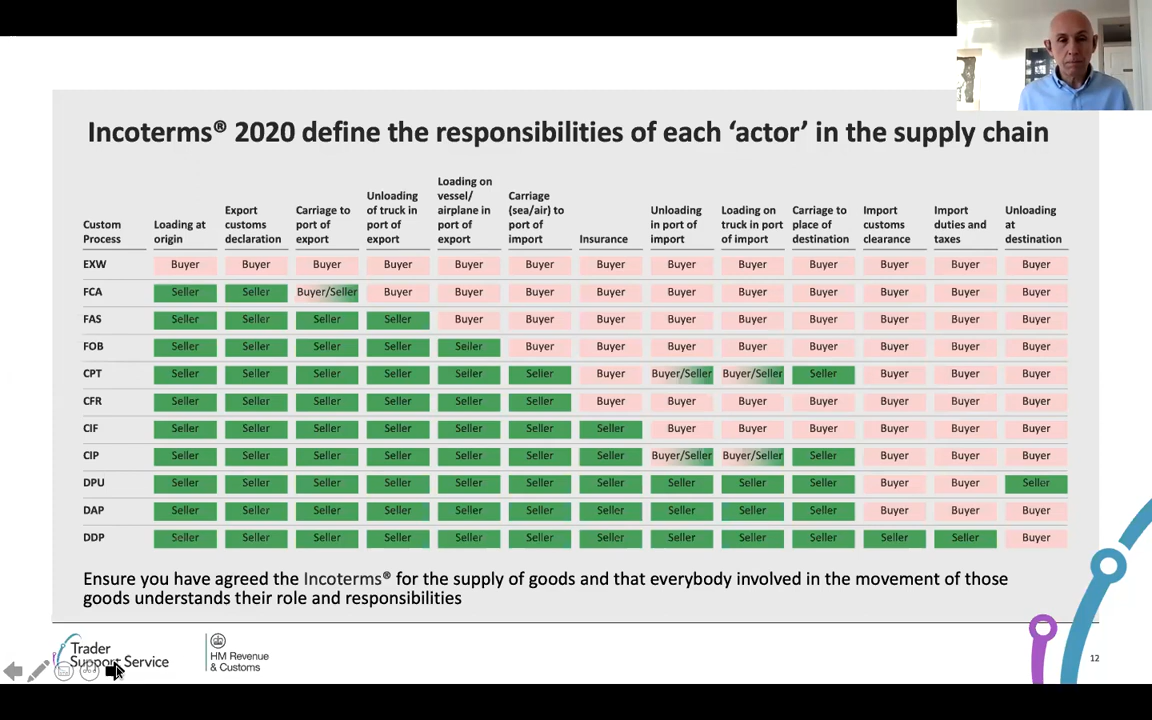 Incoterms® 2020 define the responsibilities of each ‘actor’ in the supply chain
Custom Process Loading at origin Export customs declaration Carriage to port of export Unloading of truck in port of export Loading on vessel/ airplane in port of export Carriage (sea/air) to port of import Insurance Unloading in port of import Loading on truck in port of import Carriage to place of destination Import customs clearance Import duties and taxes Unloading at destination
EXW Buyer Buyer Buyer Buyer Buyer Buyer Buyer Buyer Buyer Buyer Buyer Buyer Buyer
FCA Seller Seller Buyer/Seller Buyer Buyer Buyer Buyer Buyer Buyer Buyer Buyer Buyer Buyer
FAS Seller Seller Seller Seller Buyer Buyer Buyer Buyer Buyer Buyer Buyer Buyer Buyer
FOB Seller Seller Seller Seller Seller Buyer Buyer Buyer Buyer Buyer Buyer Buyer Buyer
CPT Seller Seller Seller Seller Seller Seller Buyer Buyer/Seller Buyer/Seller Seller Buyer Buyer Buyer
CFR Seller Seller Seller Seller Seller Seller Buyer Buyer Buyer Buyer Buyer Buyer Buyer
CIF Seller Seller Seller Seller Seller Seller Seller Buyer Buyer Buyer Buyer Buyer Buyer
CIP Seller Seller Seller Seller Seller Seller Seller Buyer/Seller Buyer/Seller Seller Buyer Buyer Buyer
DPU Seller Seller Seller Seller Seller Seller Seller Seller Seller Seller Buyer Buyer Seller
DAP Seller Seller Seller Seller Seller Seller Seller Seller Seller Seller Buyer Buyer Buyer
DDP Seller Seller Seller Seller Seller Seller Seller Seller Seller Seller Seller Seller Buyer
Ensure you have agreed the Incoterms® for the supply of goods and that everybody involved in the movement of those
goods understands their role and responsibilities
Trader
Support Service
HM Revenue
& Customs
12